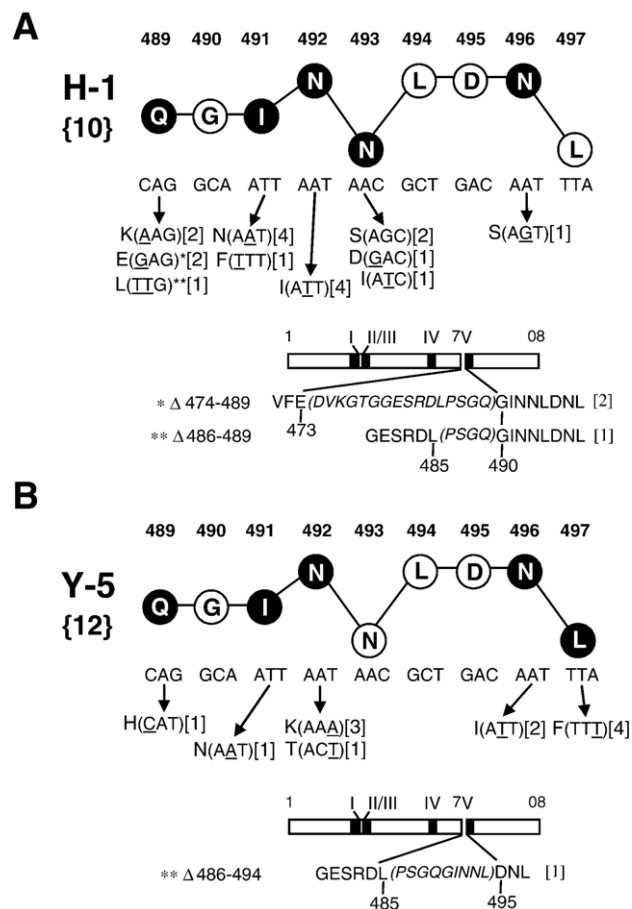 A
489 490 491 492 493 494 495 496 497
H-1
{10}
Q G I N N L D N L
CAG GCA ATT AAT AAC GCT GAC AAT TTA
K(AAG)[2] N(AAT)[4] S(AGC)[2] S(AGT)[1]
E(GAG)*[2] F(TTT)[1] D(GAC)[1]
L(TTG)**[1] I(ATT)[4] I(ATC)[1]
1 I II/III IV 7V 08
* Δ 474-489 VFE(DVKGTGGESRDLPSGQ)GINNLDNL [2]
473
** Δ 486-489 GESRDL(PSGQ)GINNLDNL [1]
485 490
B
489 490 491 492 493 494 495 496 497
Y-5
{12}
Q G I N N L D N L
CAG GCA ATT AAT AAC GCT GAC AAT TTA
H(CAT)[1] K(AAA)[3] I(ATT)[2] F(TTT)[4]
N(AAT)[1] T(ACT)[1]
1 I II/III IV 7V 08
** Δ 486-494 GESRDL(PSGQGINNL)DNL [1]
485 495